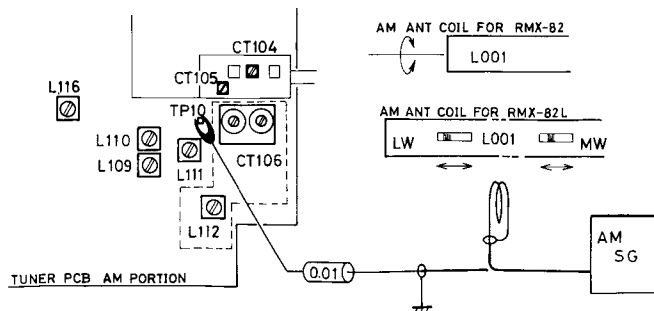 AM ANT COIL FOR RMX-82
L001
CT104
CT105
L116
TP10
L110
L109
L111
CT106
L112
AM ANT COIL FOR RMX-82L
LW L001 MW
0.01
AM
SG
TUNER PCB AM PORTION